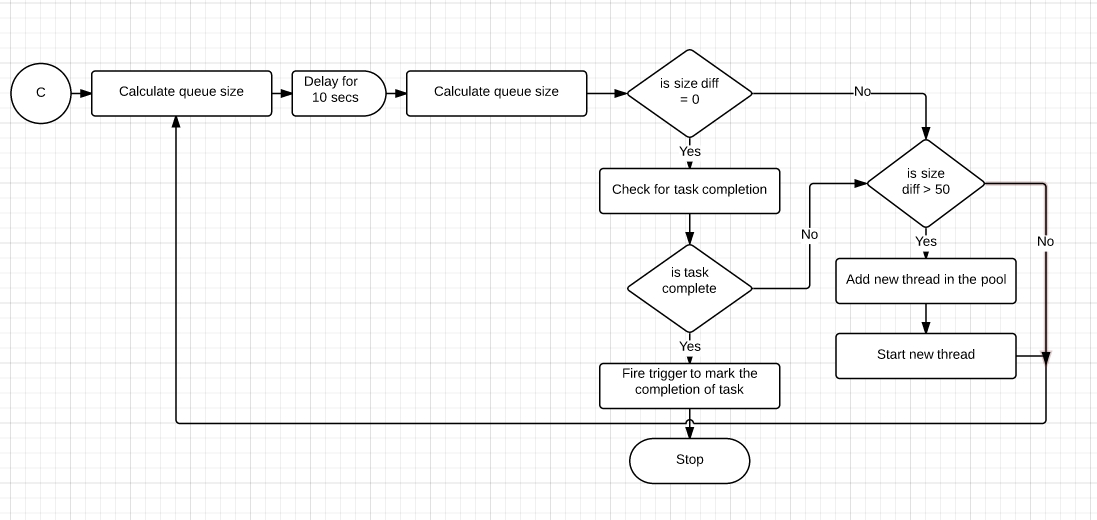 C
Calculate queue size
Delay for
10 secs
Calculate queue size
is size diff
= 0
No
Yes
Check for task completion
is size
diff > 50
No
Yes
No
is task
complete
Add new thread in the pool
Yes
Start new thread
Fire trigger to mark the
completion of task
Stop